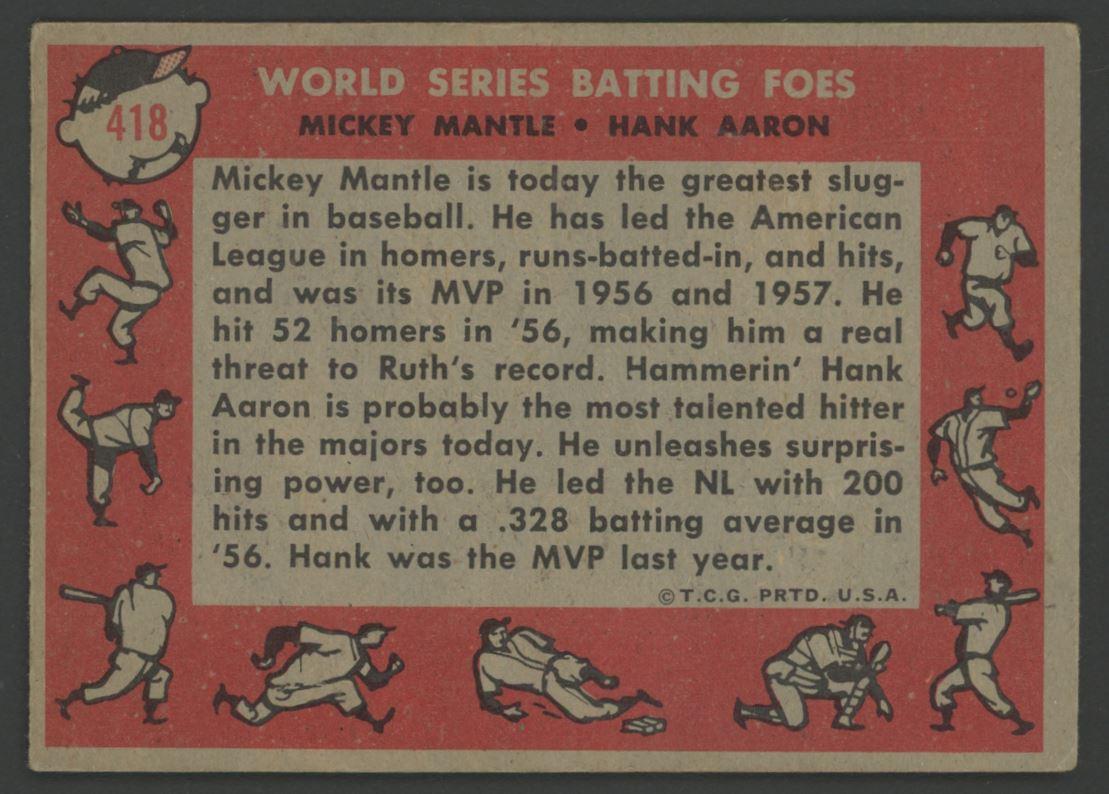 418
WORLD SERIES BATTING FOES
MICKEY MANTLE • HANK AARON
Mickey Mantle is today the greatest slug-
ger in baseball. He has led the American
League in homers, runs-batted-in, and hits,
and was its MVP in 1956 and 1957. He
hit 52 homers in '56, making him a real
threat to Ruth's record. Hammerin' Hank
Aaron is probably the most talented hitter
in the majors today. He unleashes surpris-
ing power, too. He led the NL with 200
hits and with a .328 batting average in
'56. Hank was the MVP last year.
© T.C.G. PRTD. U.S.A.